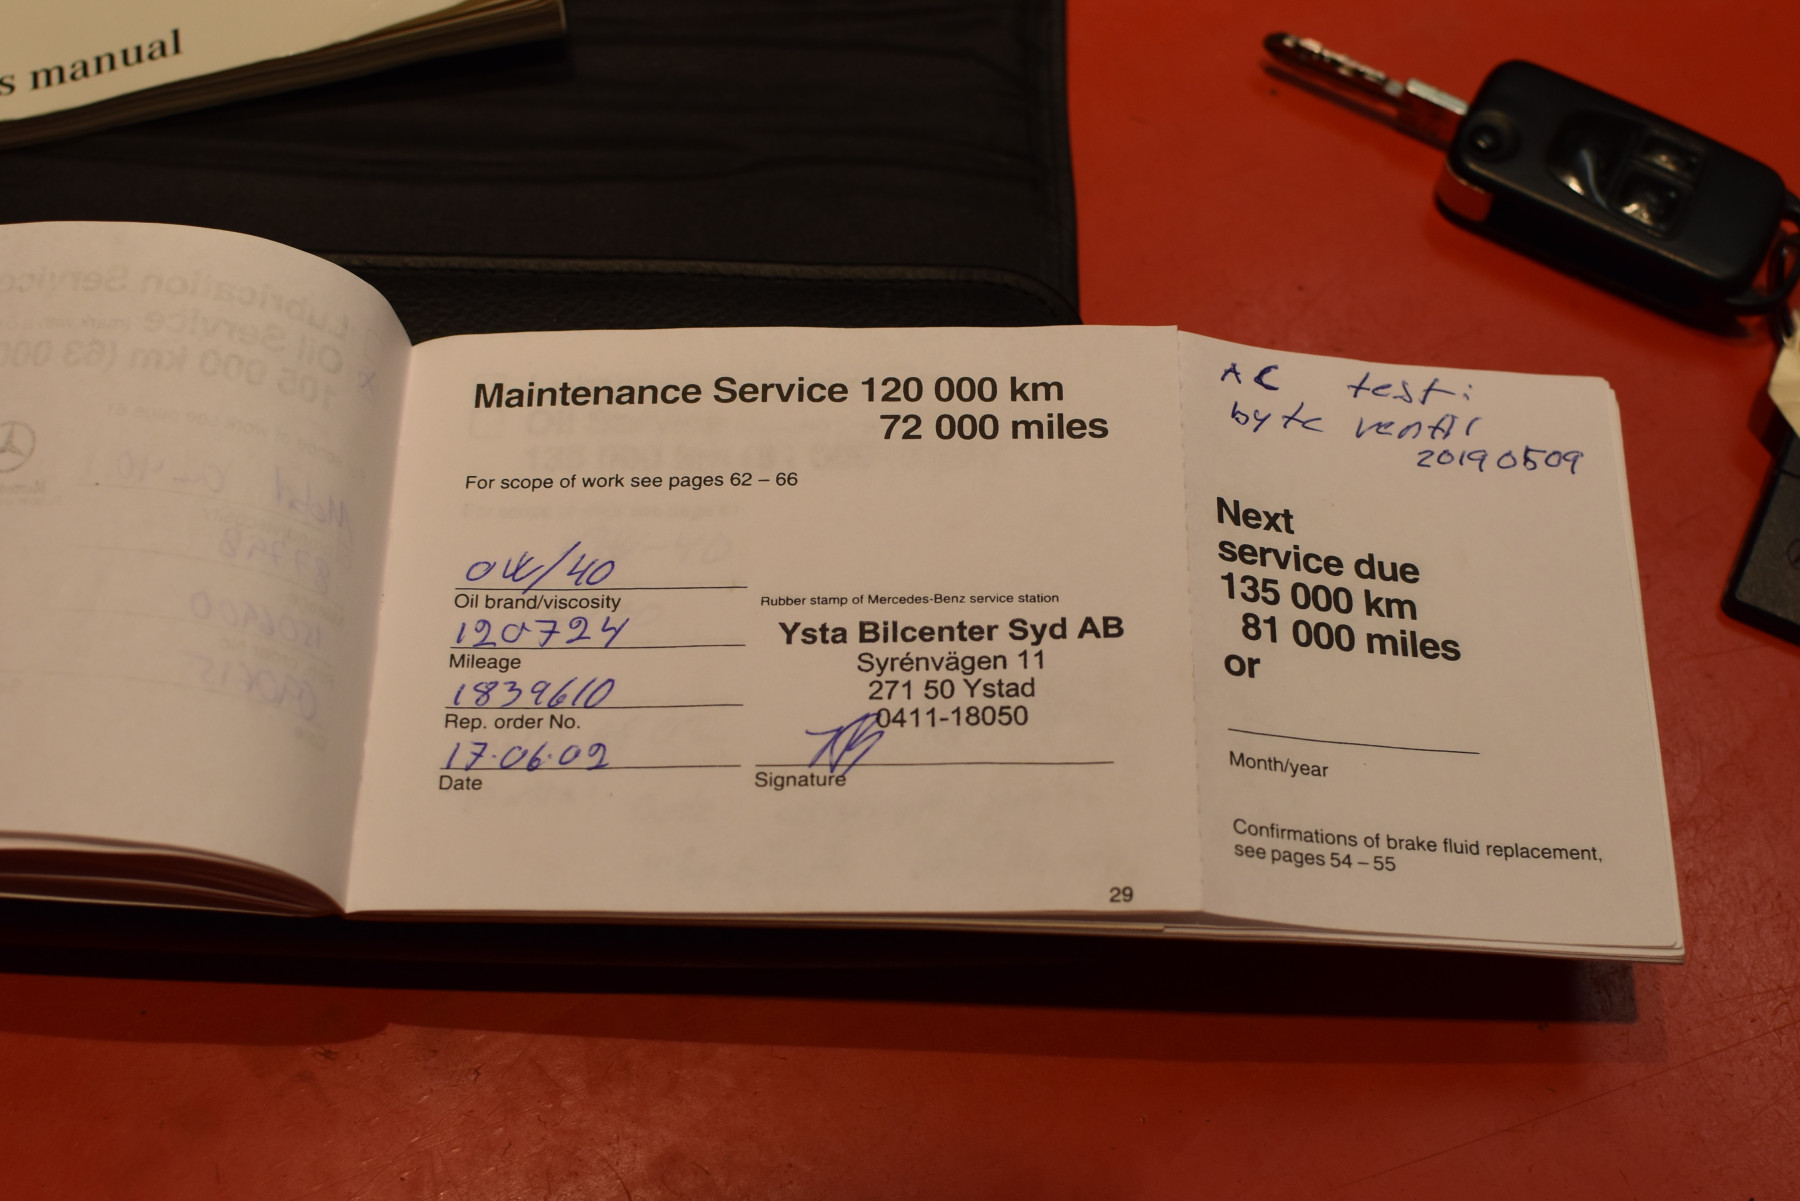 s manual
Maintenance Service 120 000 km
72 000 miles
For scope of work see pages 62 – 66
0W/40
Oil brand/viscosity
120724
Mileage
1839610
Rep. order No.
17.06.02
Date
Rubber stamp of Mercedes-Benz service station
Ysta Bilcenter Syd AB
Syrénvägen 11
271 50 Ystad
0411-18050
Signature
29
AC test:
byte ventil
20190509
Next
service due
135 000 km
81 000 miles
or
Month/year
Confirmations of brake fluid replacement,
see pages 54 – 55